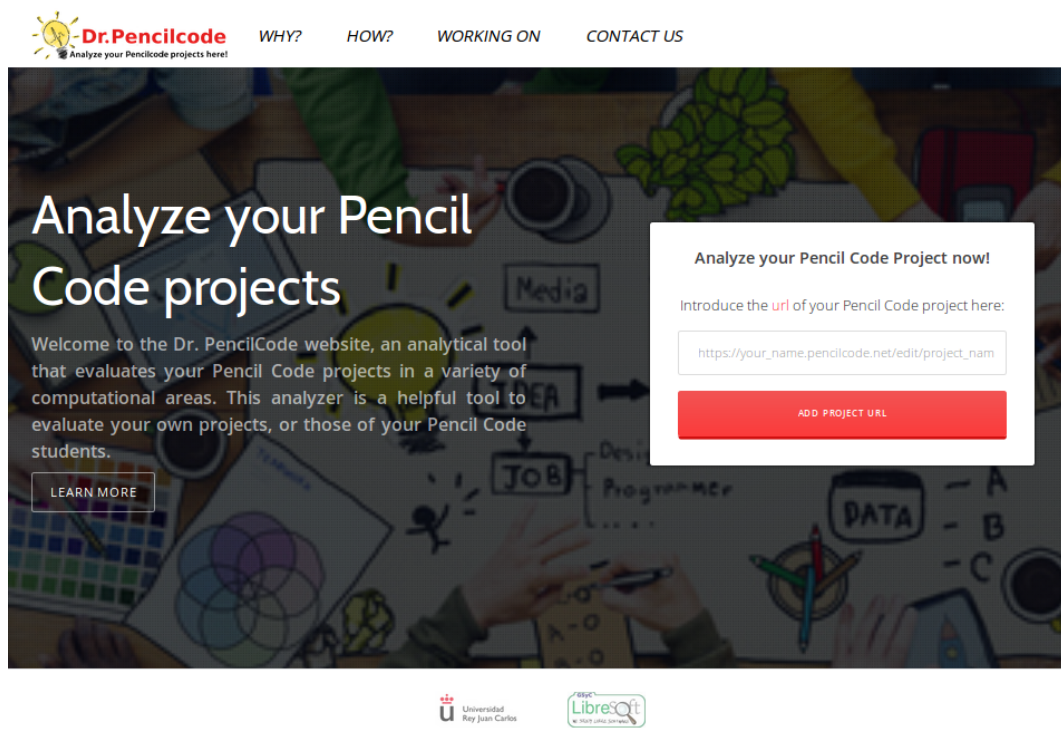 Dr.Pencilcode
Analyze your Pencilcode projects here!
WHY? HOW? WORKING ON CONTACT US
Analyze your Pencil
Code projects
Welcome to the Dr. PencilCode website, an analytical tool
that evaluates your Pencil Code projects in a variety of
computational areas. This analyzer is a helpful tool to
evaluate your own projects, or those of your Pencil Code
students.
LEARN MORE
Analyze your Pencil Code Project now!
Introduce the url of your Pencil Code project here:
https://your_name.pencilcode.net/edit/project_nam
ADD PROJECT URL
Media
IDEA
JOB
Programmer
DATA
A
B
C
A
Universidad
Rey Juan Carlos
GSyC
LibreSoft